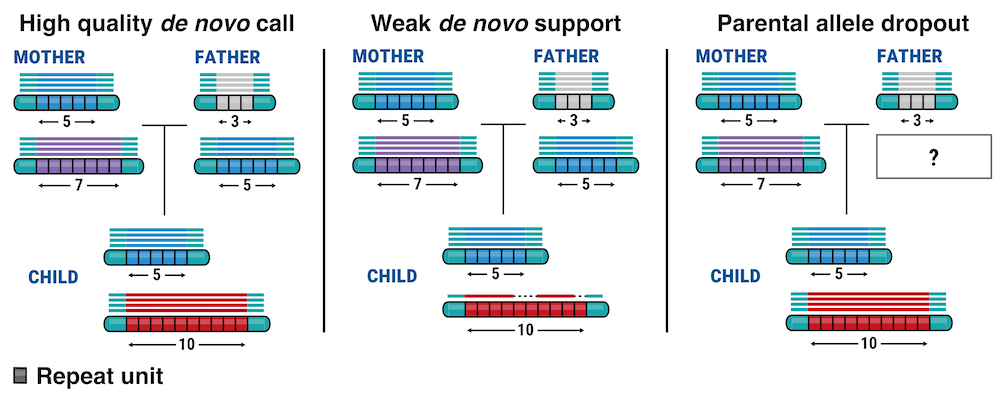 High quality de novo call
MOTHER
FATHER
5
3
7
5
CHILD
5
10
Weak de novo support
MOTHER
FATHER
5
3
7
5
CHILD
5
10
Parental allele dropout
MOTHER
FATHER
5
3
7
?
CHILD
5
10
Repeat unit